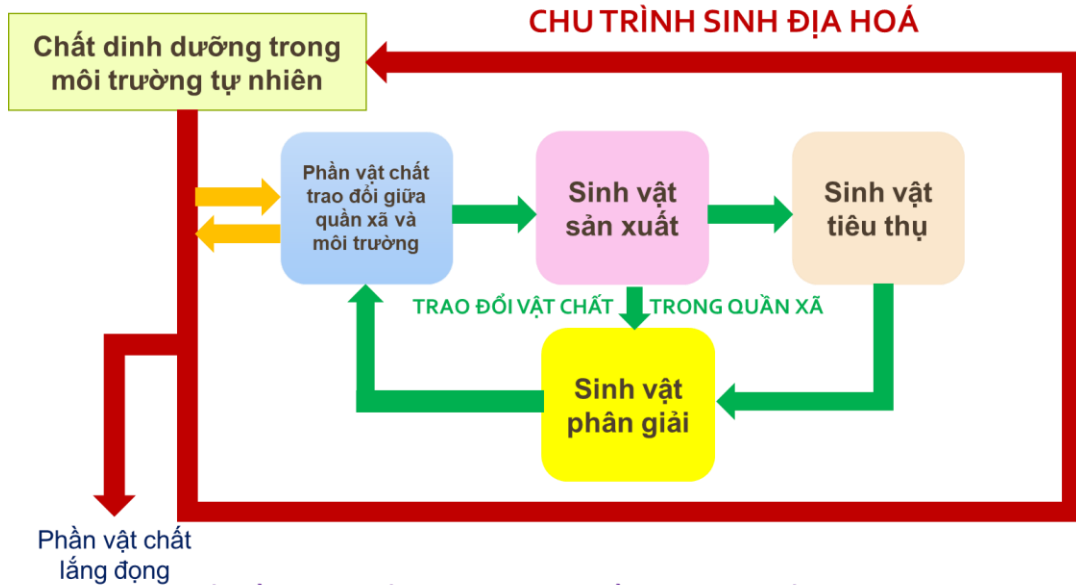 CHU TRÌNH SINH ĐỊA HOÁ
Chất dinh dưỡng trong
môi trường tự nhiên
Phần vật chất
trao đổi giữa
quần xã và
môi trường
Sinh vật
sản xuất
Sinh vật
tiêu thụ
TRAO ĐỔI VẬT CHẤT TRONG QUẦN XÃ
Sinh vật
phân giải
Phần vật chất
lắng đọng